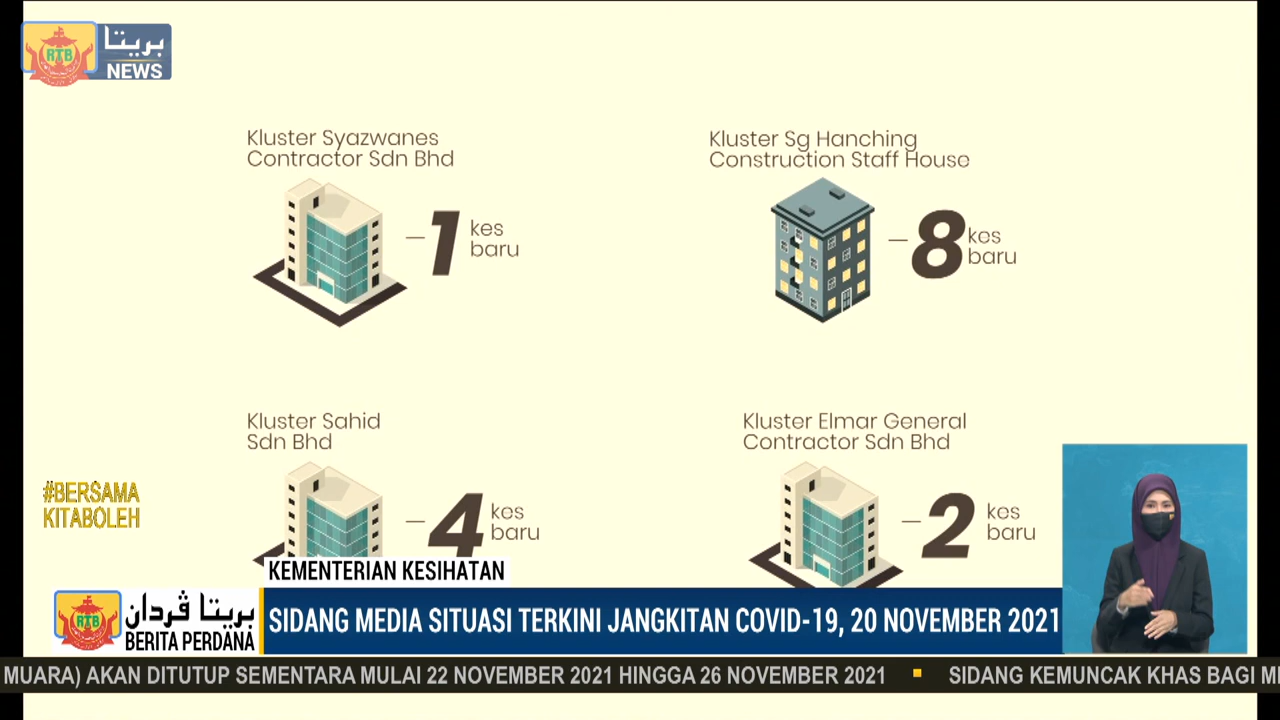 RTB
بريتا
NEWS
Kluster Syazwanes
Contractor Sdn Bhd
1
kes
baru
Kluster Sg Hanching
Construction Staff House
8
kes
baru
Kluster Sahid
Sdn Bhd
4
kes
baru
Kluster Elmar General
Contractor Sdn Bhd
2
kes
baru
#BERSAMA
KITABOLEH
KEMENTERIAN KESIHATAN
RTB
بريتا ڤردان
BERITA PERDANA
SIDANG MEDIA SITUASI TERKINI JANGKITAN COVID-19, 20 NOVEMBER 2021
MUARA) AKAN DITUTUP SEMENTARA MULAI 22 NOVEMBER 2021 HINGGA 26 NOVEMBER 2021 SIDANG KEMUNCAK KHAS BAGI